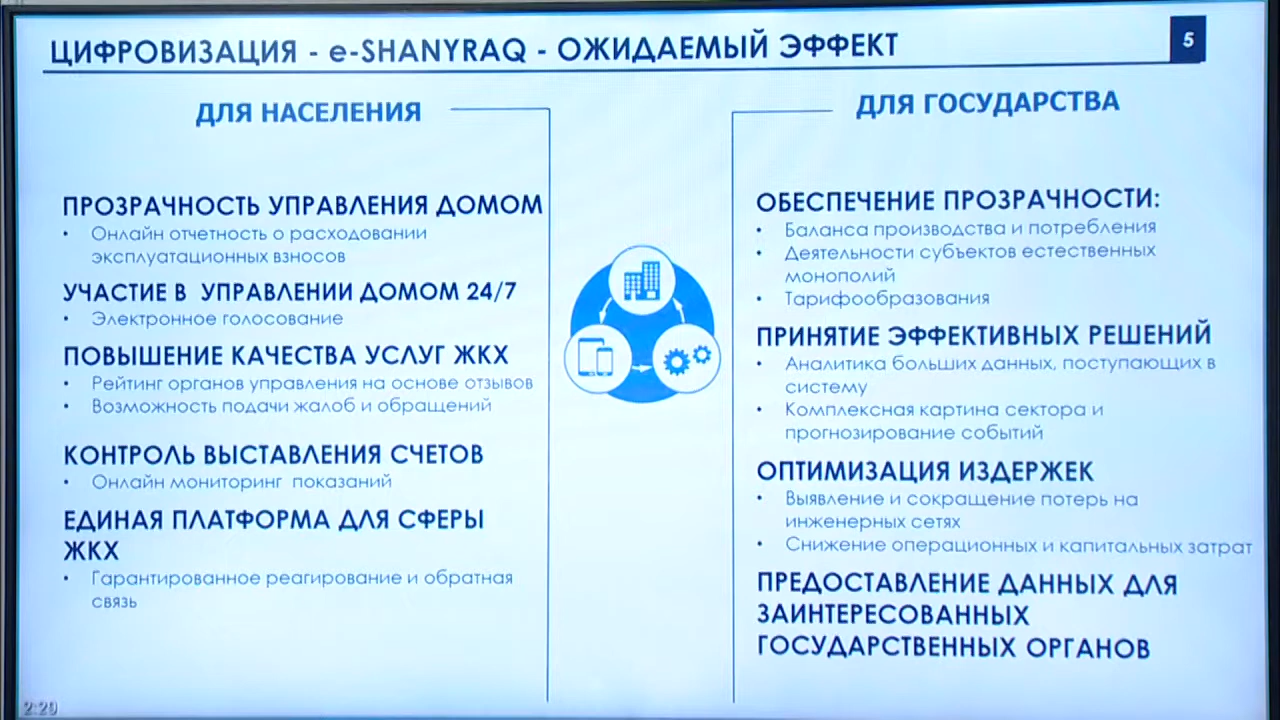 ЦИФРОВИЗАЦИЯ - e-SHANYRAQ - ОЖИДАЕМЫЙ ЭФФЕКТ
5
ДЛЯ НАСЕЛЕНИЯ
ПРОЗРАЧНОСТЬ УПРАВЛЕНИЯ ДОМОМ
• Онлайн отчетность о расходовании
эксплуатационных взносов
УЧАСТИЕ В УПРАВЛЕНИИ ДОМОМ 24/7
• Электронное голосование
ПОВЫШЕНИЕ КАЧЕСТВА УСЛУГ ЖКХ
• Рейтинг органов управления на основе отзывов
• Возможность подачи жалоб и обращений
КОНТРОЛЬ ВЫСТАВЛЕНИЯ СЧЕТОВ
• Онлайн мониторинг показаний
ЕДИНАЯ ПЛАТФОРМА ДЛЯ СФЕРЫ
ЖКХ
• Гарантированное реагирование и обратная
связь
ДЛЯ ГОСУДАРСТВА
ОБЕСПЕЧЕНИЕ ПРОЗРАЧНОСТИ:
• Баланса производства и потребления
• Деятельности субъектов естественных
монополий
• Тарифообразования
ПРИНЯТИЕ ЭФФЕКТИВНЫХ РЕШЕНИЙ
• Аналитика больших данных, поступающих в
систему
• Комплексная картина сектора и
прогнозирование событий
ОПТИМИЗАЦИЯ ИЗДЕРЖЕК
• Выявление и сокращение потерь на
инженерных сетях
• Снижение операционных и капитальных затрат
ПРЕДОСТАВЛЕНИЕ ДАННЫХ ДЛЯ
ЗАИНТЕРЕСОВАННЫХ
ГОСУДАРСТВЕННЫХ ОРГАНОВ
2:20